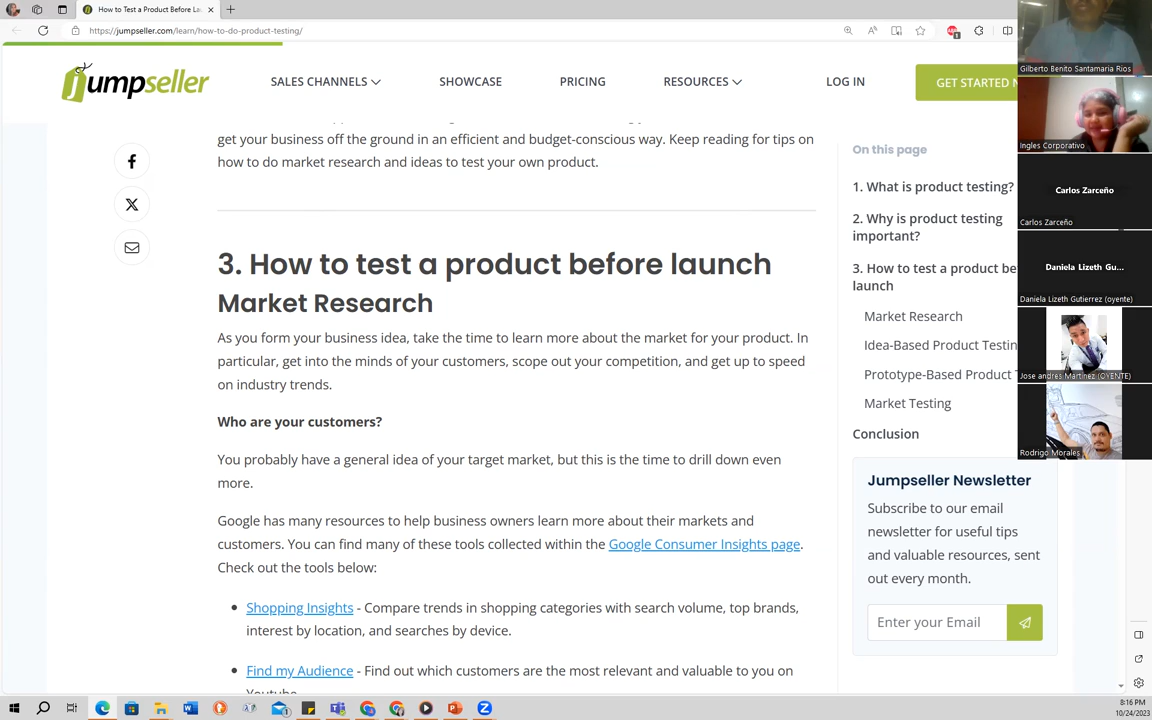 How to Test a Product Before La
https://jumpseller.com/learn/how-to-do-product-testing/
jumpseller
SALES CHANNELS
SHOWCASE
PRICING
RESOURCES
LOG IN
GET STARTED
get your business off the ground in an efficient and budget-conscious way. Keep reading for tips on
how to do market research and ideas to test your own product.
3. How to test a product before launch
Market Research
As you form your business idea, take the time to learn more about the market for your product. In
particular, get into the minds of your customers, scope out your competition, and get up to speed
on industry trends.
Who are your customers?
You probably have a general idea of your target market, but this is the time to drill down even
more.
Google has many resources to help business owners learn more about their markets and
customers. You can find many of these tools collected within the Google Consumer Insights page.
Check out the tools below:
Shopping Insights - Compare trends in shopping categories with search volume, top brands,
interest by location, and searches by device.
Find my Audience - Find out which customers are the most relevant and valuable to you on
Youtube.
On this page
1. What is product testing?
2. Why is product testing
important?
3. How to test a product be
launch
Market Research
Idea-Based Product Testin
Prototype-Based Product T
Market Testing
Conclusion
Jumpseller Newsletter
Subscribe to our email
newsletter for useful tips
and valuable resources, sent
out every month.
Enter your Email
Gilberto Benito Santamaria Rios
Ingles Corporativo
Carlos Zarceño
Carlos Zarceño
Daniela Lizeth Gu...
Daniela Lizeth Gutierrez (oyente)
Jose andres Martinez (OYENTE)
Rodrigo Morales
8:16 PM
10/24/2023